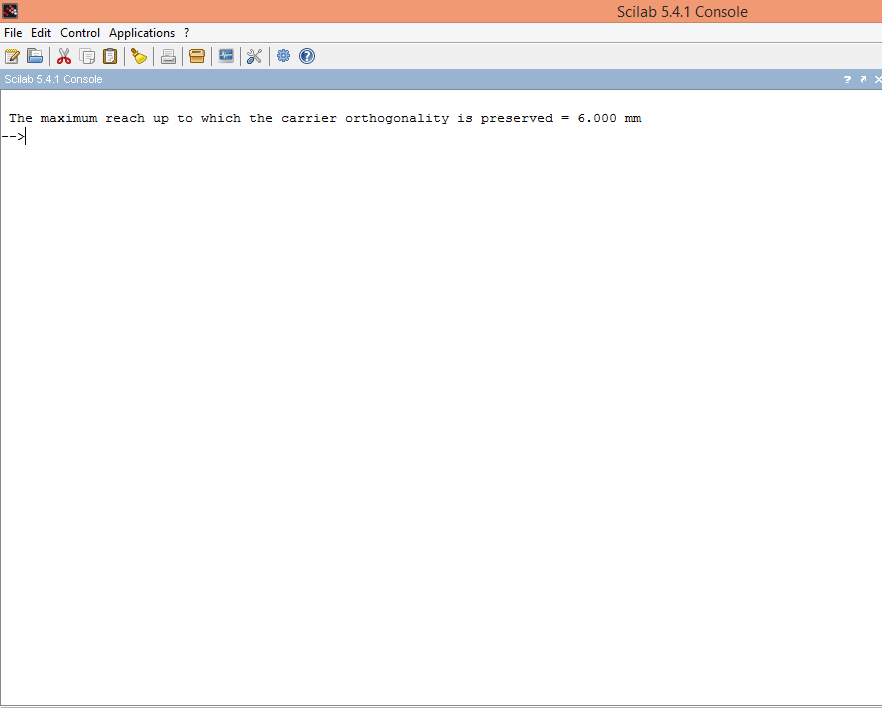 Scilab 5.4.1 Console
File Edit Control Applications ?
Scilab 5.4.1 Console ?
The maximum reach up to which the carrier orthogonality is preserved = 6.000 mm
-->